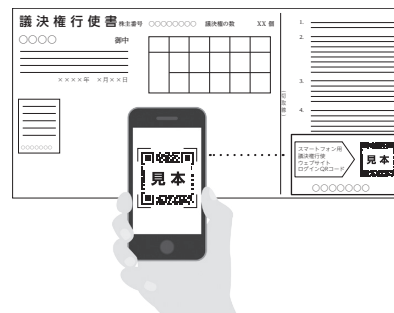 議決権行使書 株主番号 ○○○○○○○○ 議決権の数 XX 個
○○○○ 御中
××××年 ×月××日
○○○○○○○
1.
2.
3.
4.
見本
スマートフォン用
議決権行使
ウェブサイト
ログインQRコード
見本
○○○○○○○